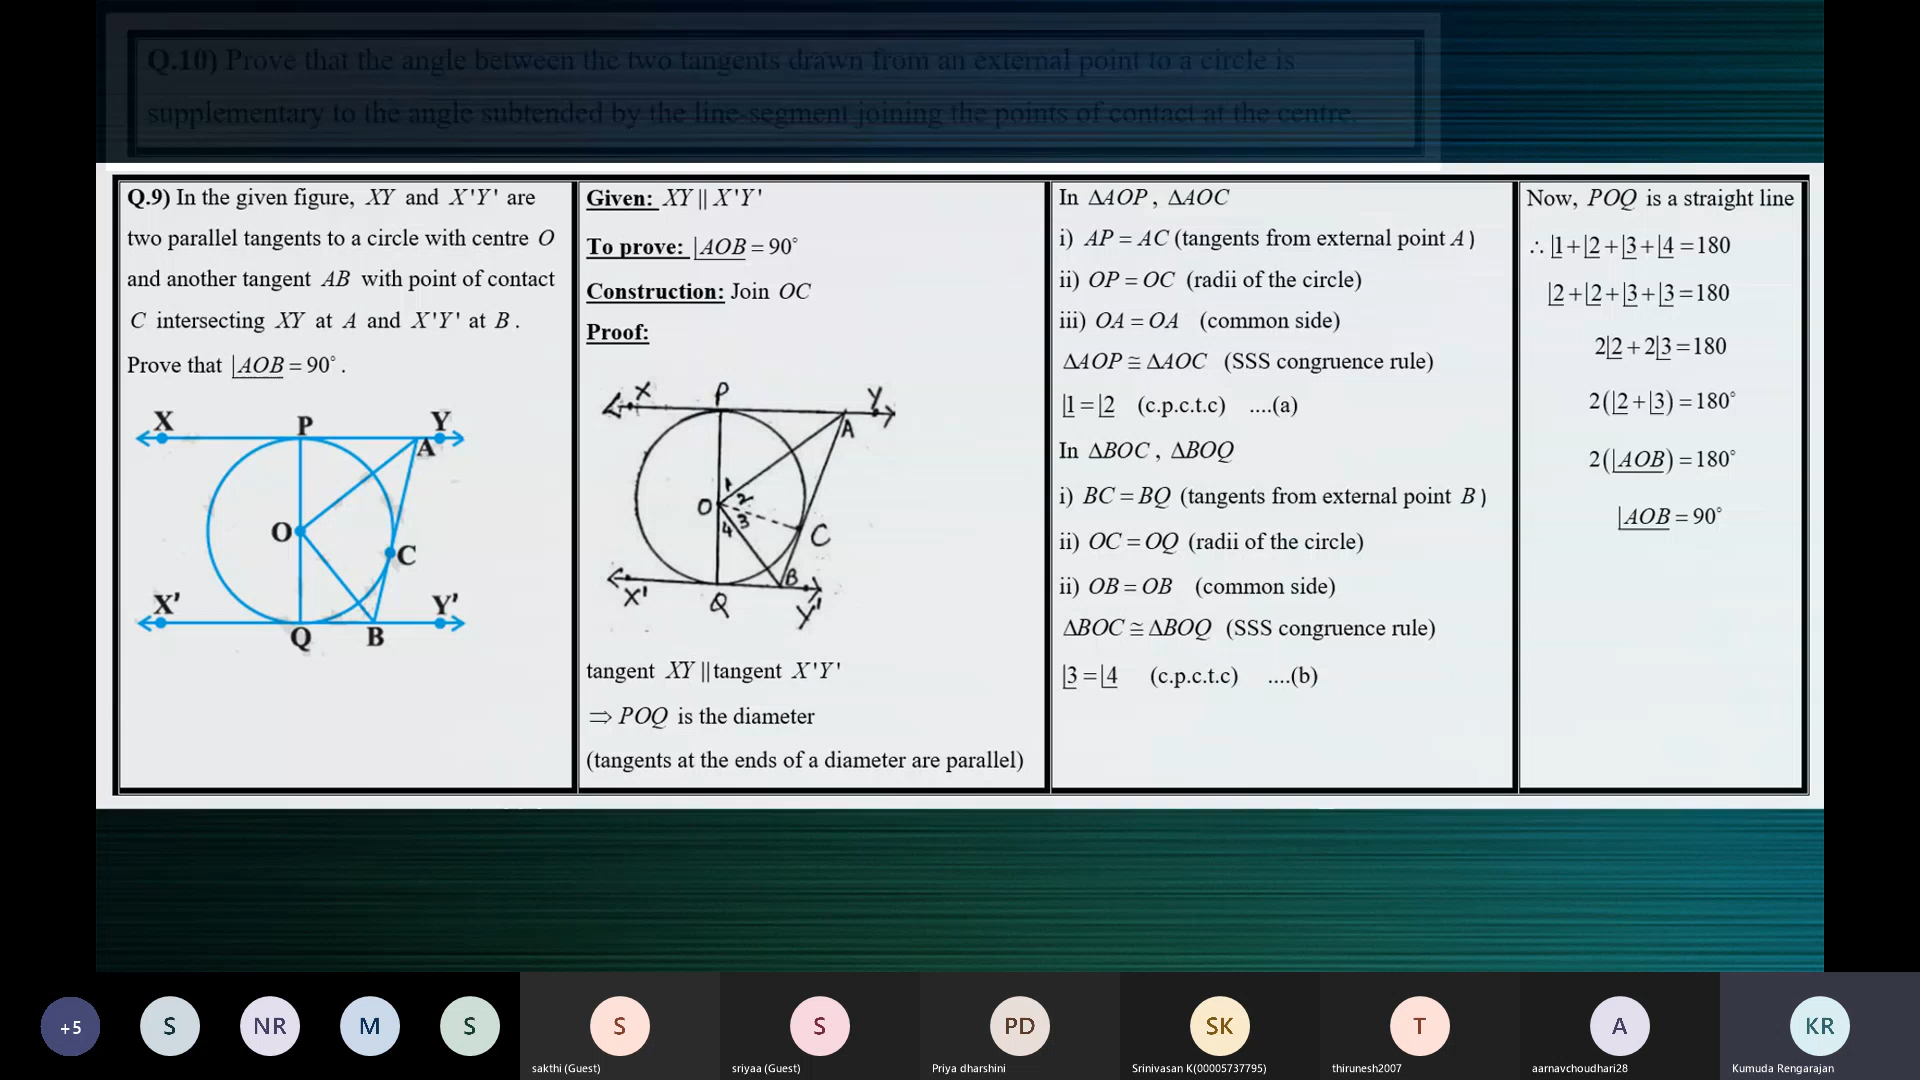 Q.10) Prove that the angle between the two tangents drawn from an external point to a circle is
supplementary to the angle subtended by the line-segment joining the points of contact at the centre.
Q.9) In the given figure, XY and X'Y' are
two parallel tangents to a circle with centre O
and another tangent AB with point of contact
C intersecting XY at A and X'Y' at B.
Prove that ∠AOB = 90°.
X P Y
A
O
C
X' Y'
Q B
Given: XY || X'Y'
To prove: ∠AOB = 90°
Construction: Join OC
Proof:
X P Y
A
1
O 2
3
4 C
B
X' Q Y'
tangent XY || tangent X'Y'
⇒ POQ is the diameter
(tangents at the ends of a diameter are parallel)
In ΔAOP, ΔAOC
i) AP = AC (tangents from external point A)
ii) OP = OC (radii of the circle)
iii) OA = OA (common side)
ΔAOP ≅ ΔAOC (SSS congruence rule)
∠1 = ∠2 (c.p.c.t.c) ....(a)
In ΔBOC, ΔBOQ
i) BC = BQ (tangents from external point B)
ii) OC = OQ (radii of the circle)
ii) OB = OB (common side)
ΔBOC ≅ ΔBOQ (SSS congruence rule)
∠3 = ∠4 (c.p.c.t.c) ....(b)
Now, POQ is a straight line
∴ ∠1 + ∠2 + ∠3 + ∠4 = 180
∠2 + ∠2 + ∠3 + ∠3 = 180
2∠2 + 2∠3 = 180
2(∠2 + ∠3) = 180°
2(∠AOB) = 180°
∠AOB = 90°
+5 S NR M S S S PD SK T A KR
sakthi (Guest) sriyaa (Guest) Priya dharshini Srinivasan K(00005737795) thirunesh2007 aarnavchoudhari28 Kumuda Rengarajan